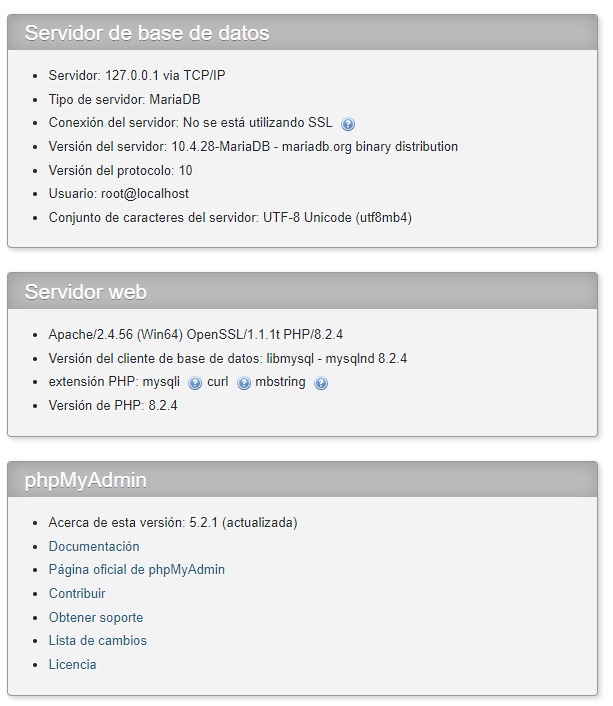 Servidor de base de datos
Servidor: 127.0.0.1 via TCP/IP
Tipo de servidor: MariaDB
Conexión del servidor: No se está utilizando SSL
Versión del servidor: 10.4.28-MariaDB - mariadb.org binary distribution
Versión del protocolo: 10
Usuario: root@localhost
Conjunto de caracteres del servidor: UTF-8 Unicode (utf8mb4)
Servidor web
Apache/2.4.56 (Win64) OpenSSL/1.1.1t PHP/8.2.4
Versión del cliente de base de datos: libmysql - mysqlnd 8.2.4
extensión PHP: mysqli curl mbstring
Versión de PHP: 8.2.4
phpMyAdmin
Acerca de esta versión: 5.2.1 (actualizada)
Documentación
Página oficial de phpMyAdmin
Contribuir
Obtener soporte
Lista de cambios
Licencia